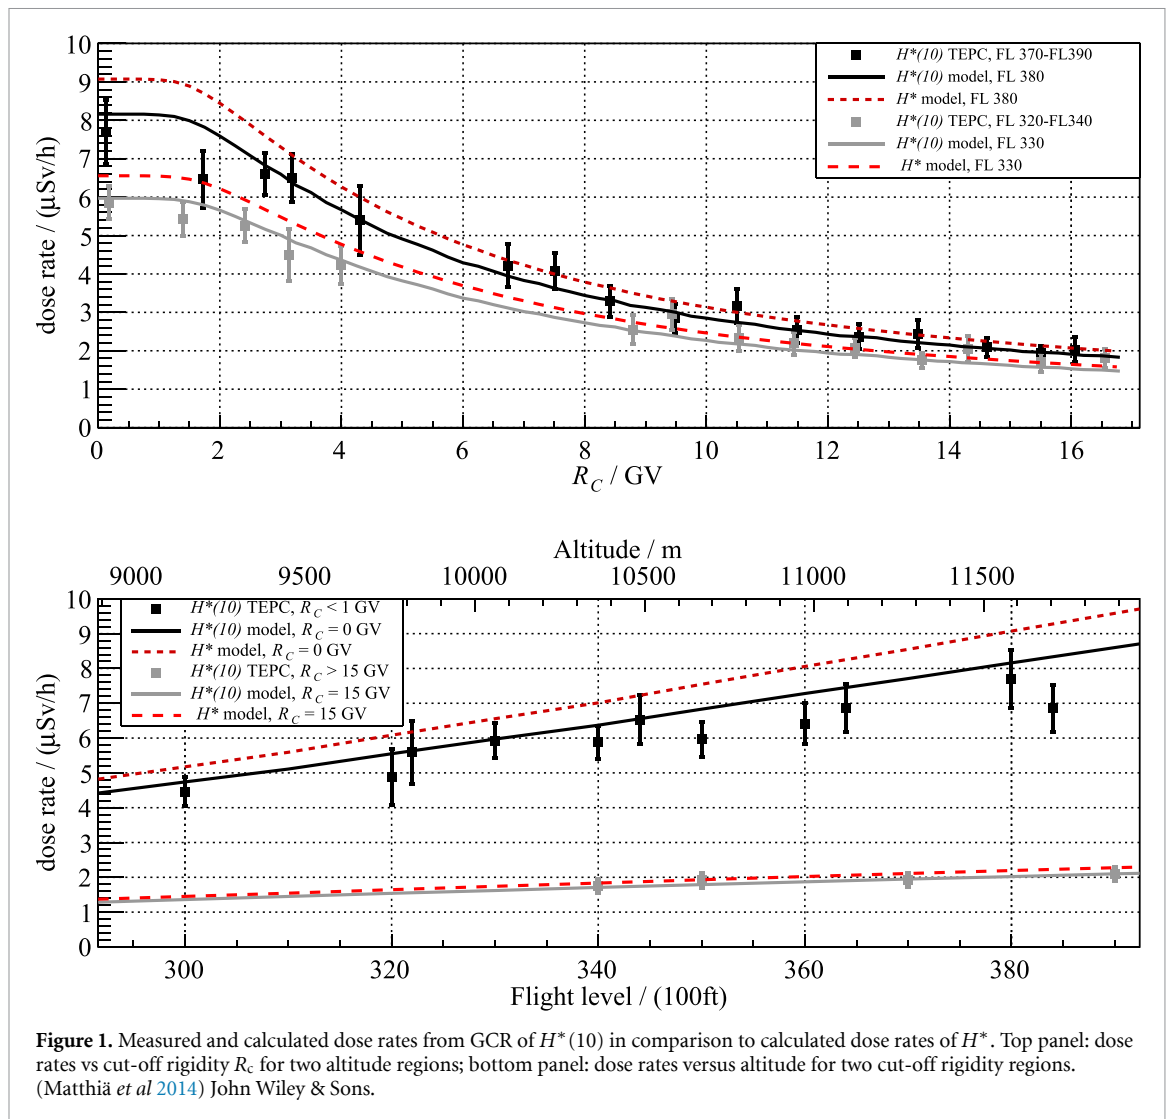 10
9
8
7
6
5
4
3
2
1
0
dose rate / (µSv/h)
H*(10) TEPC, FL 370-FL390
H*(10) model, FL 380
H* model, FL 380
H*(10) TEPC, FL 320-FL340
H*(10) model, FL 330
H* model, FL 330
0 2 4 6 8 10 12 14 16
R_C / GV
Altitude / m
9000 9500 10000 10500 11000 11500
10
9
8
7
6
5
4
3
2
1
0
dose rate / (µSv/h)
H*(10) TEPC, R_C < 1 GV
H*(10) model, R_C = 0 GV
H* model, R_C = 0 GV
H*(10) TEPC, R_C > 15 GV
H*(10) model, R_C = 15 GV
H* model, R_C = 15 GV
300 320 340 360 380
Flight level / (100ft)
Figure 1. Measured and calculated dose rates from GCR of H*(10) in comparison to calculated dose rates of H*. Top panel: dose
rates vs cut-off rigidity R_c for two altitude regions; bottom panel: dose rates versus altitude for two cut-off rigidity regions.
(Matthiä et al 2014) John Wiley & Sons.